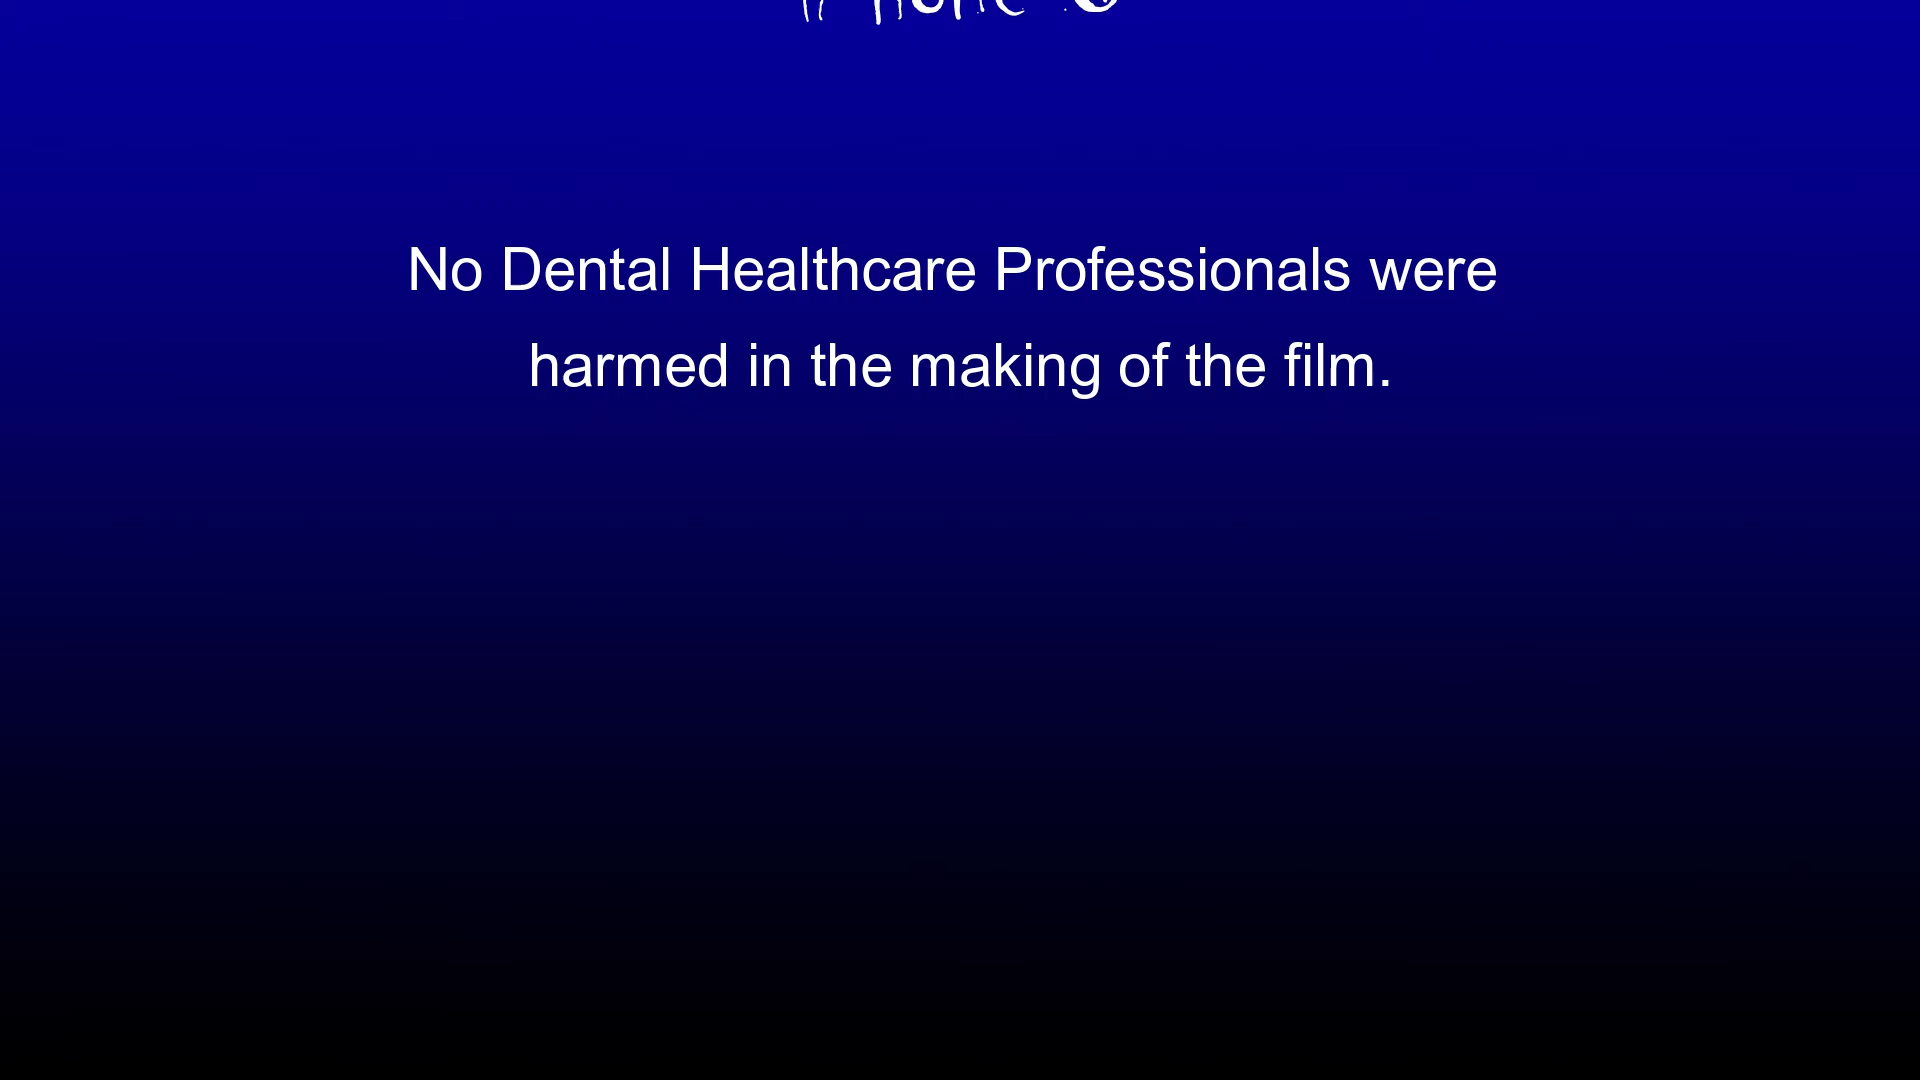 No Dental Healthcare Professionals were
harmed in the making of the film.